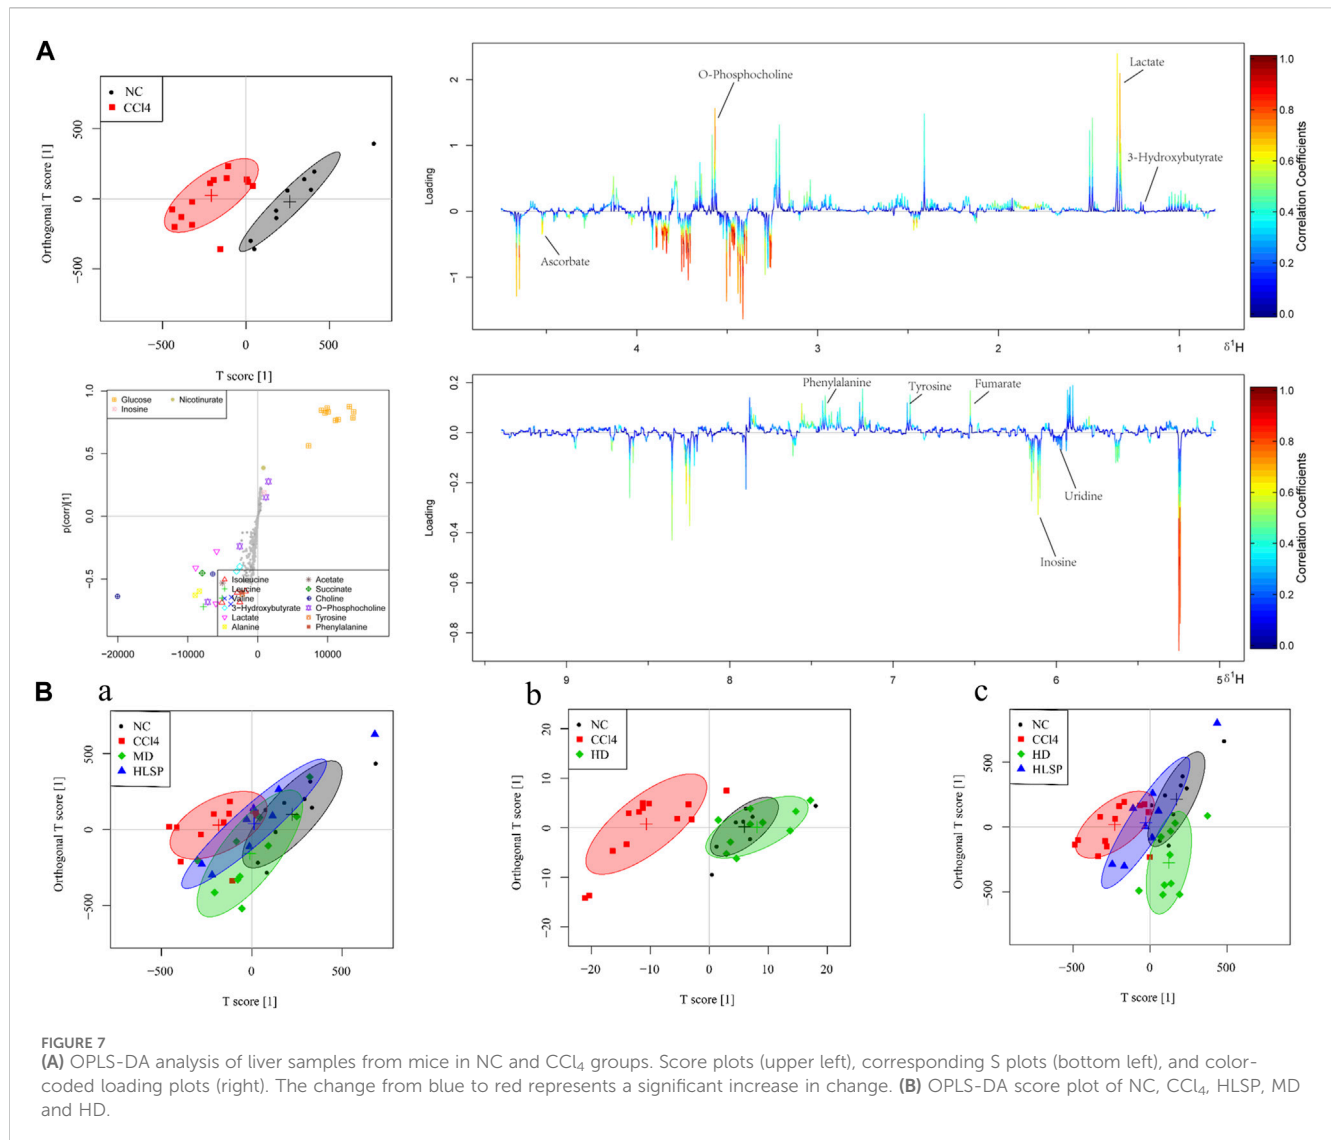 A
NC
CCl4
500
0
−500
Orthogonal T score [1]
−500
0
500
T score [1]
2
1
0
−1
Loading
O-Phosphocholine
Lactate
3-Hydroxybutyrate
Ascorbate
4
3
2
1
δ¹H
1.0
0.8
0.6
0.4
0.2
0.0
Correlation Coefficients
Glucose
Nicotinurate
Inosine
1.0
0.5
0.0
−0.5
p(corr)[1]
Isoleucine
Acetate
Leucine
Succinate
Valine
Choline
3-Hydroxybutyrate
O-Phosphocholine
Lactate
Tyrosine
Alanine
Phenylalanine
-20000
-10000
0
10000
0.2
0.0
−0.2
−0.4
−0.6
−0.8
Loading
Phenylalanine
Tyrosine
Fumarate
Uridine
Inosine
9
8
7
6
5
δ¹H
1.0
0.8
0.6
0.4
0.2
0.0
Correlation Coefficients
B
a
NC
CCl4
MD
HLSP
500
0
−500
Orthogonal T score [1]
−500
0
500
T score [1]
b
NC
CCl4
HD
20
10
0
−10
−20
Orthogonal T score [1]
−20
−10
0
10
20
T score [1]
c
NC
CCl4
HD
HLSP
500
0
−500
Orthogonal T score [1]
−500
0
500
T score [1]
FIGURE 7
(A) OPLS-DA analysis of liver samples from mice in NC and CCl₄ groups. Score plots (upper left), corresponding S plots (bottom left), and color-
coded loading plots (right). The change from blue to red represents a significant increase in change. (B) OPLS-DA score plot of NC, CCl₄, HLSP, MD
and HD.